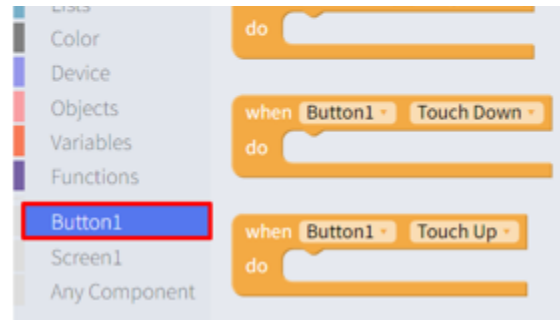 Lists
Color
Device
Objects
Variables
Functions
Button1
Screen1
Any Component
do
when Button1 Touch Down
do
when Button1 Touch Up
do